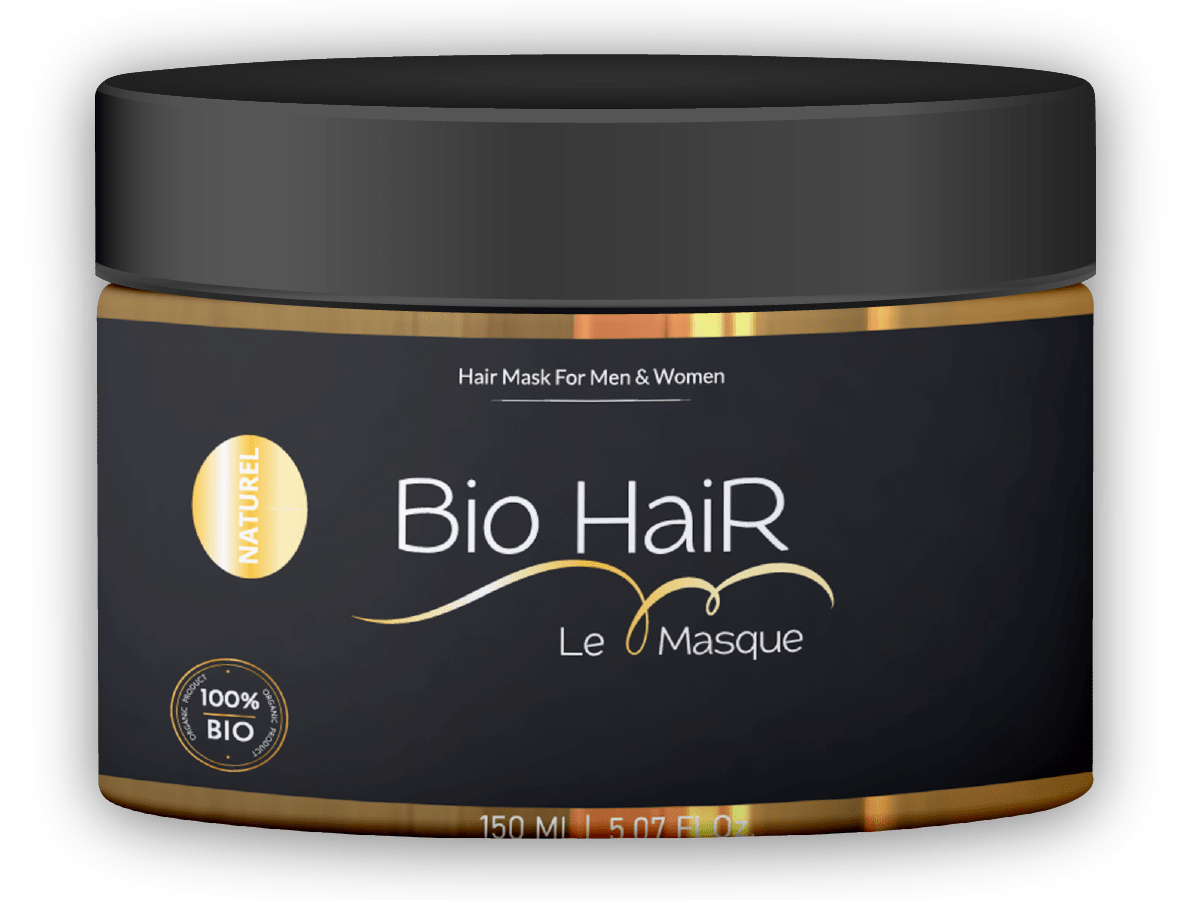 Hair Mask For Men & Women
NATUREL
Bio HaiR
Le Masque
ORGANIC PRODUCT
100%
BIO
ORGANIC PRODUCT
150 Ml | 5.07 Fl Oz.